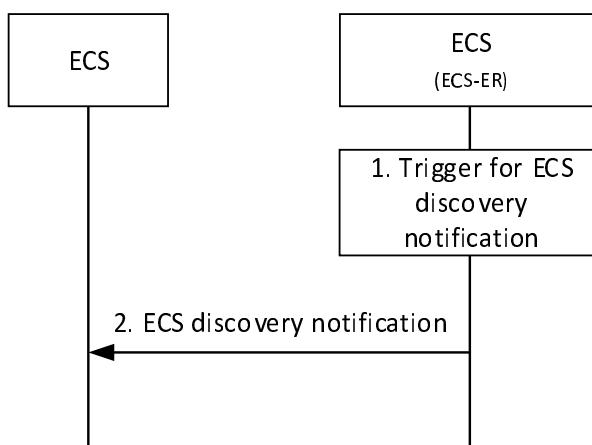 ECS
ECS
(ECS-ER)
1. Trigger for ECS
discovery
notification
2. ECS discovery notification